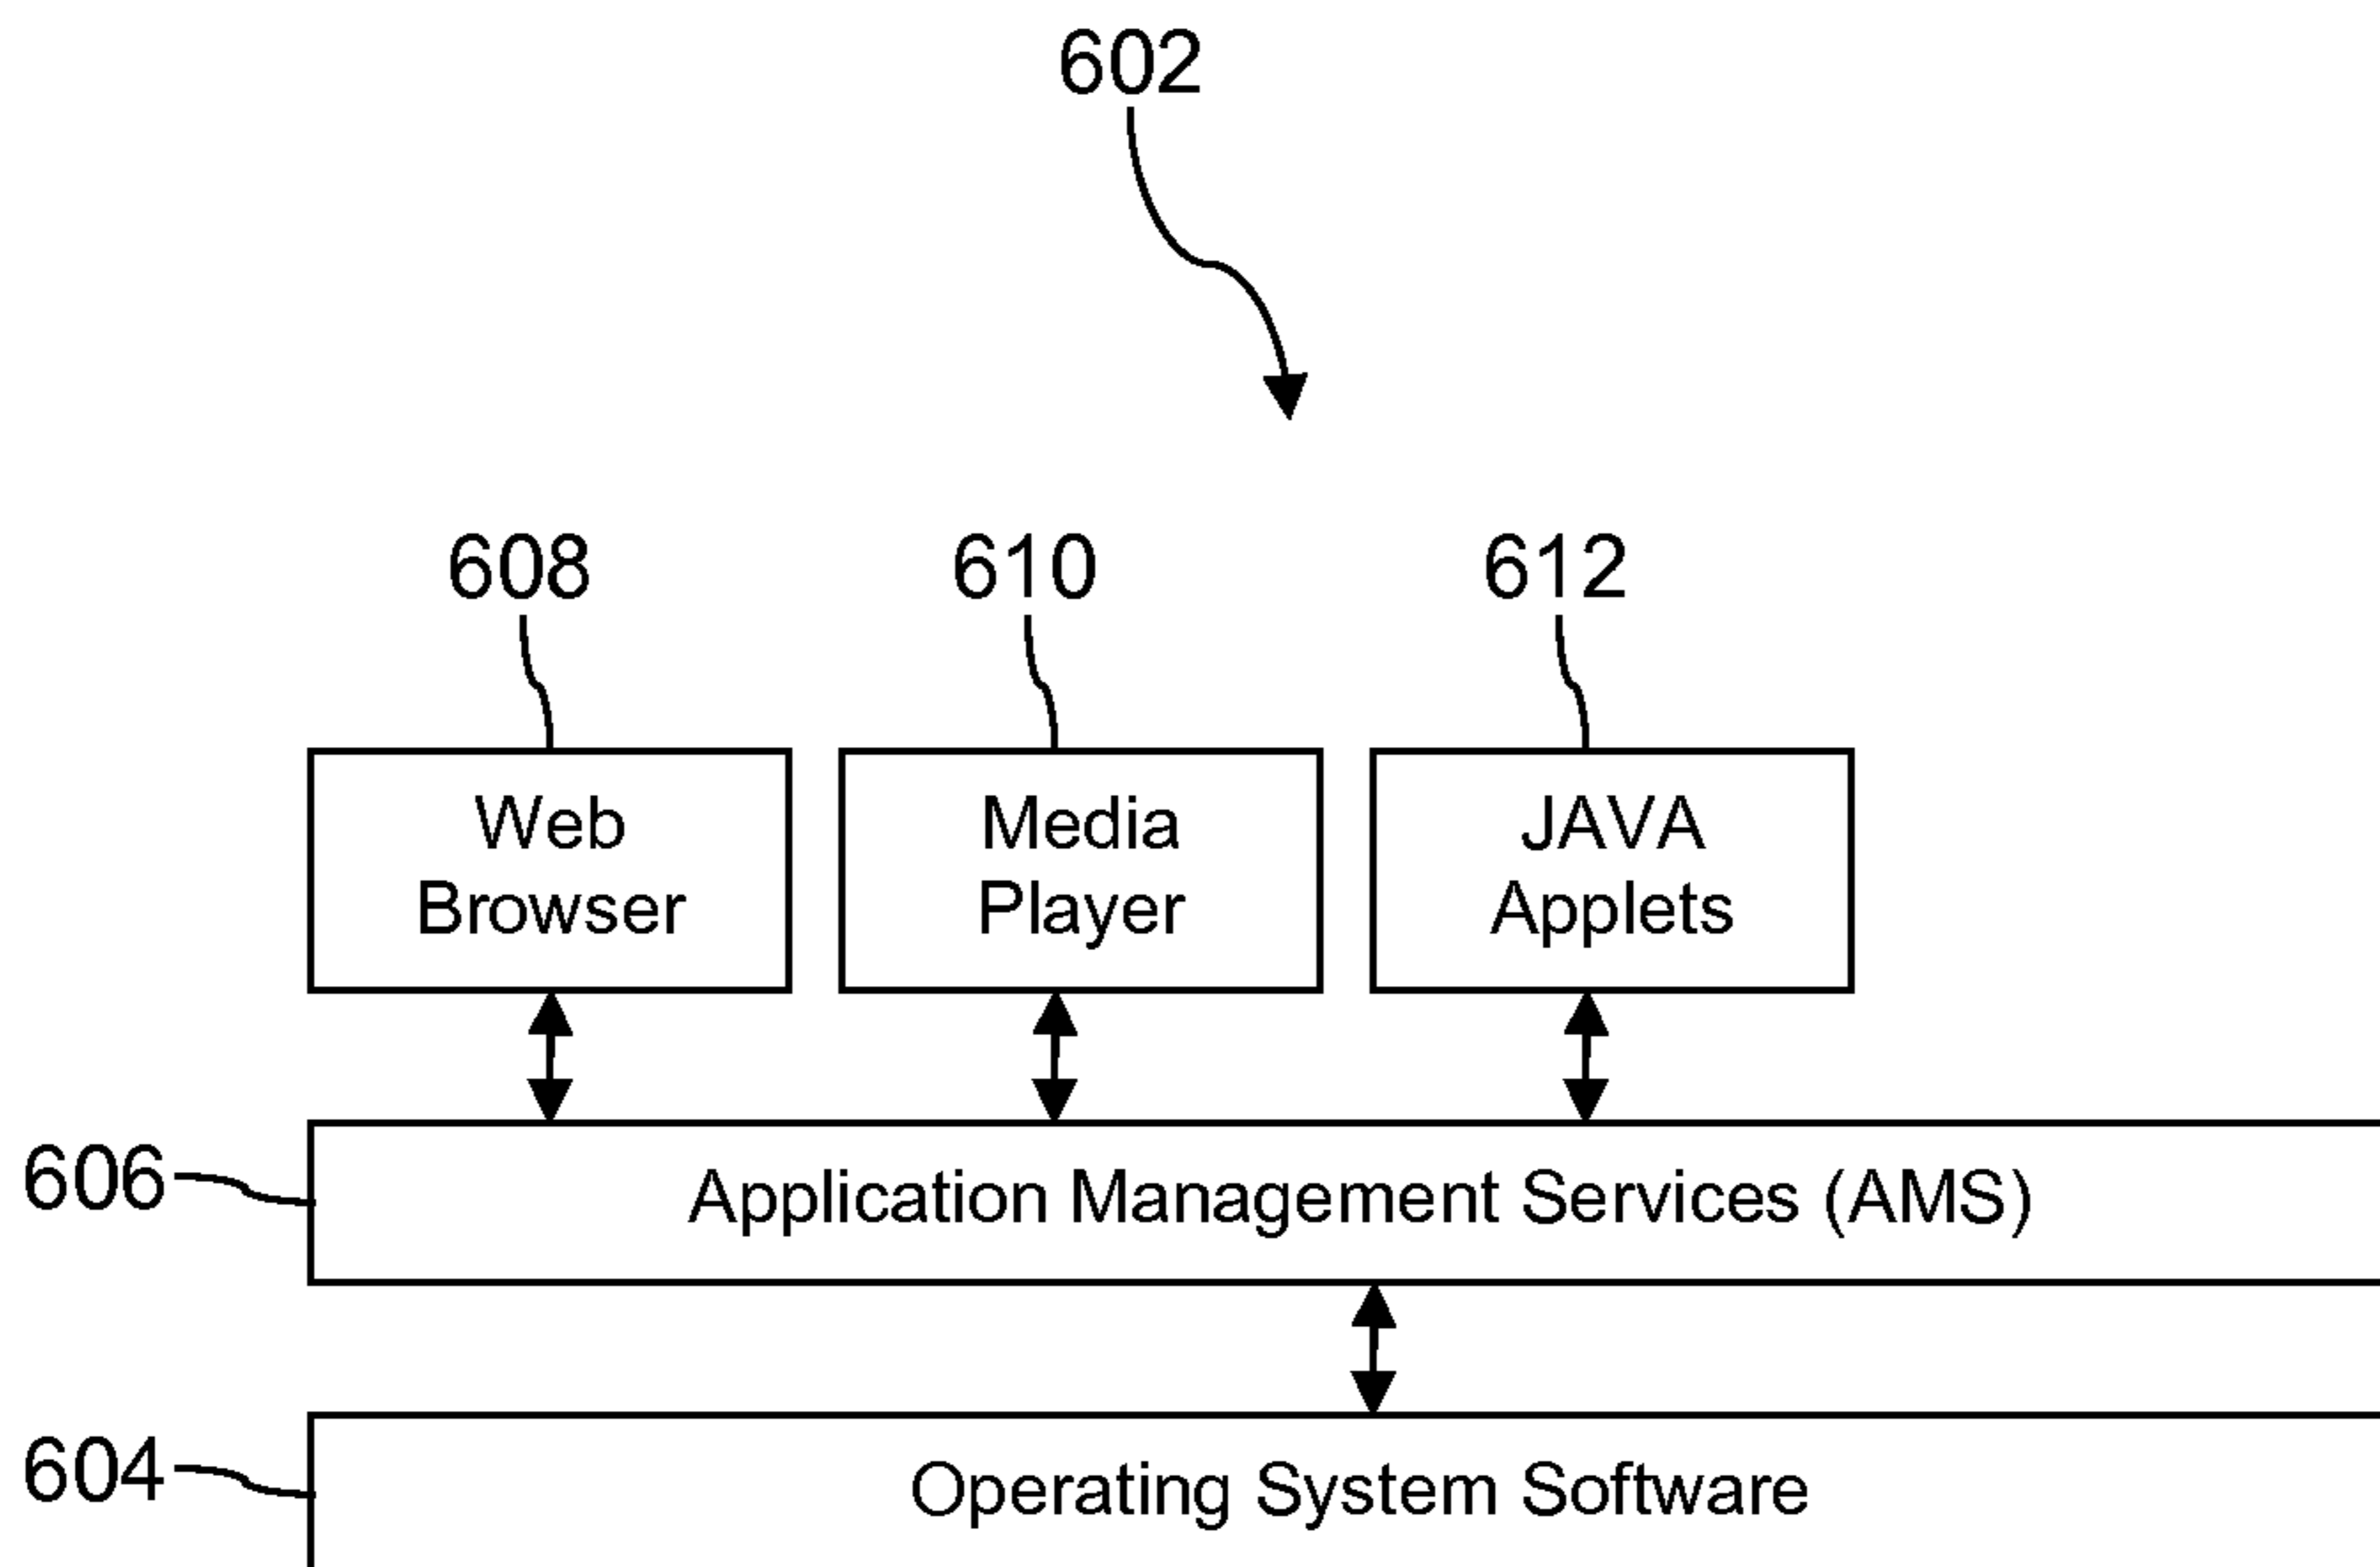 602
608
610
612
Web
Browser
Media
Player
JAVA
Applets
606
Application Management Services (AMS)
604
Operating System Software